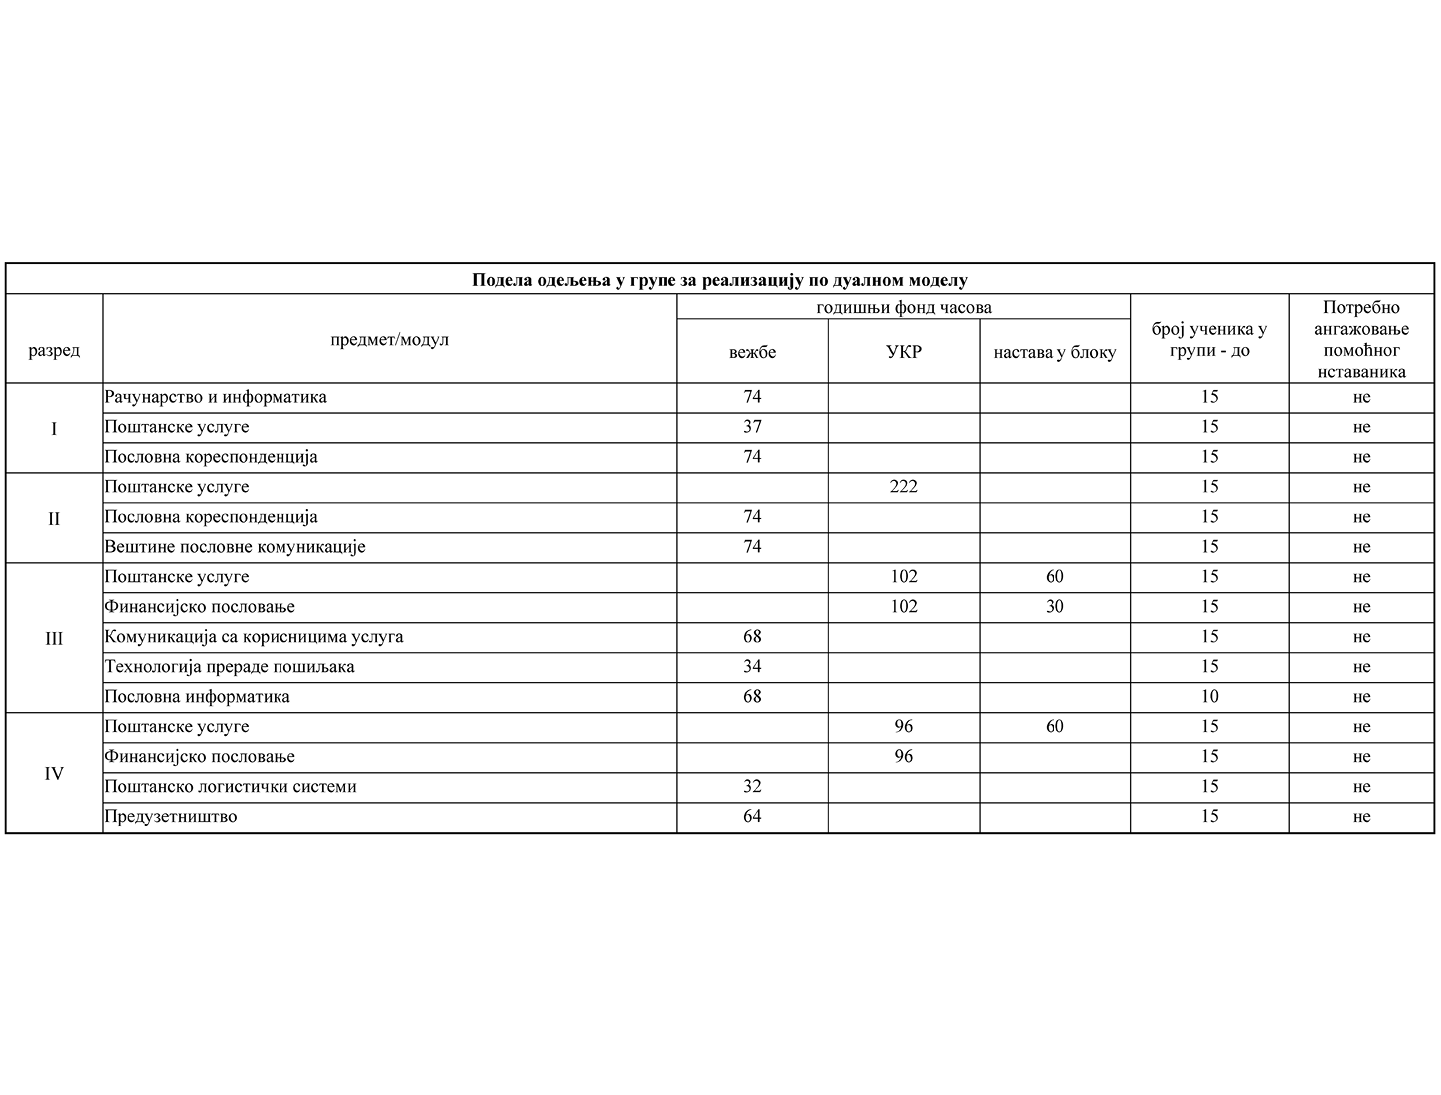 Подела одељења у групе за реализацију по дуалном моделу
разред предмет/модул годишњи фонд часова број ученика у групи - до Потребно ангажовање помоћног нставаника
вежбе УКР настава у блоку
I
Рачунарство и информатика 74 15 не
Поштанске услуге 37 15 не
Пословна кореспонденција 74 15 не
II
Поштанске услуге 222 15 не
Пословна кореспонденција 74 15 не
Вештине пословне комуникације 74 15 не
III
Поштанске услуге 102 60 15 не
Финансијско пословање 102 30 15 не
Комуникација са корисницима услуга 68 15 не
Технологија прераде пошиљака 34 15 не
Пословна информатика 68 10 не
IV
Поштанске услуге 96 60 15 не
Финансијско пословање 96 15 не
Поштанско логистички системи 32 15 не
Предузетништво 64 15 не